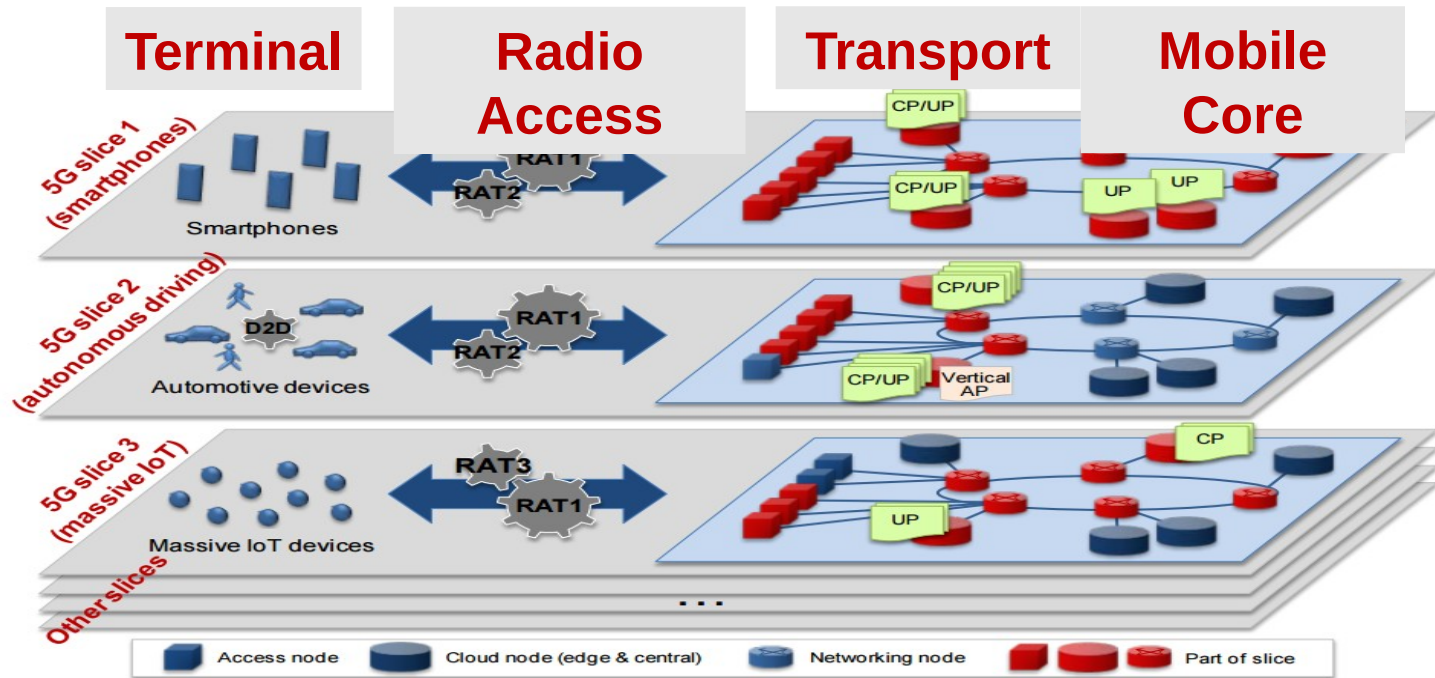 Terminal
Radio
Access
Transport
Mobile
Core
5G slice 1
(smartphones)
Smartphones
RAT1
RAT2
CP/UP
CP/UP
UP
UP
5G slice 2
(autonomous driving)
D2D
Automotive devices
RAT1
RAT2
CP/UP
CP/UP
Vertical
AP
5G slice 3
(massive IoT)
Massive IoT devices
RAT3
RAT1
UP
CP
Other slices
...
Access node
Cloud node (edge & central)
Networking node
Part of slice